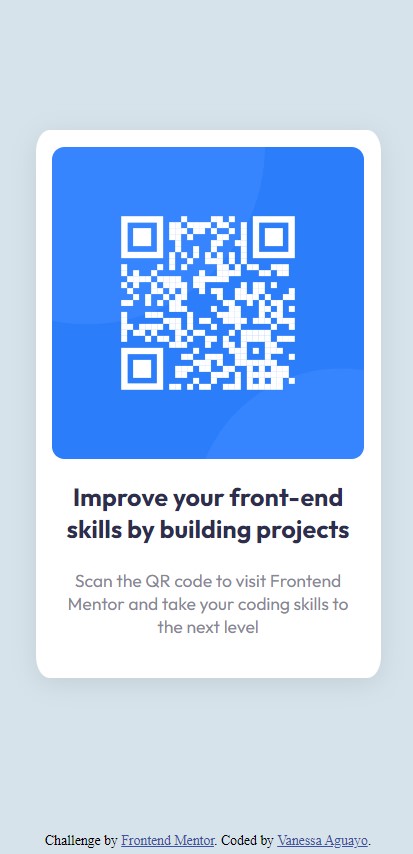 Improve your front-end
skills by building projects
Scan the QR code to visit Frontend
Mentor and take your coding skills to
the next level
Challenge by Frontend Mentor. Coded by Vanessa Aguayo.